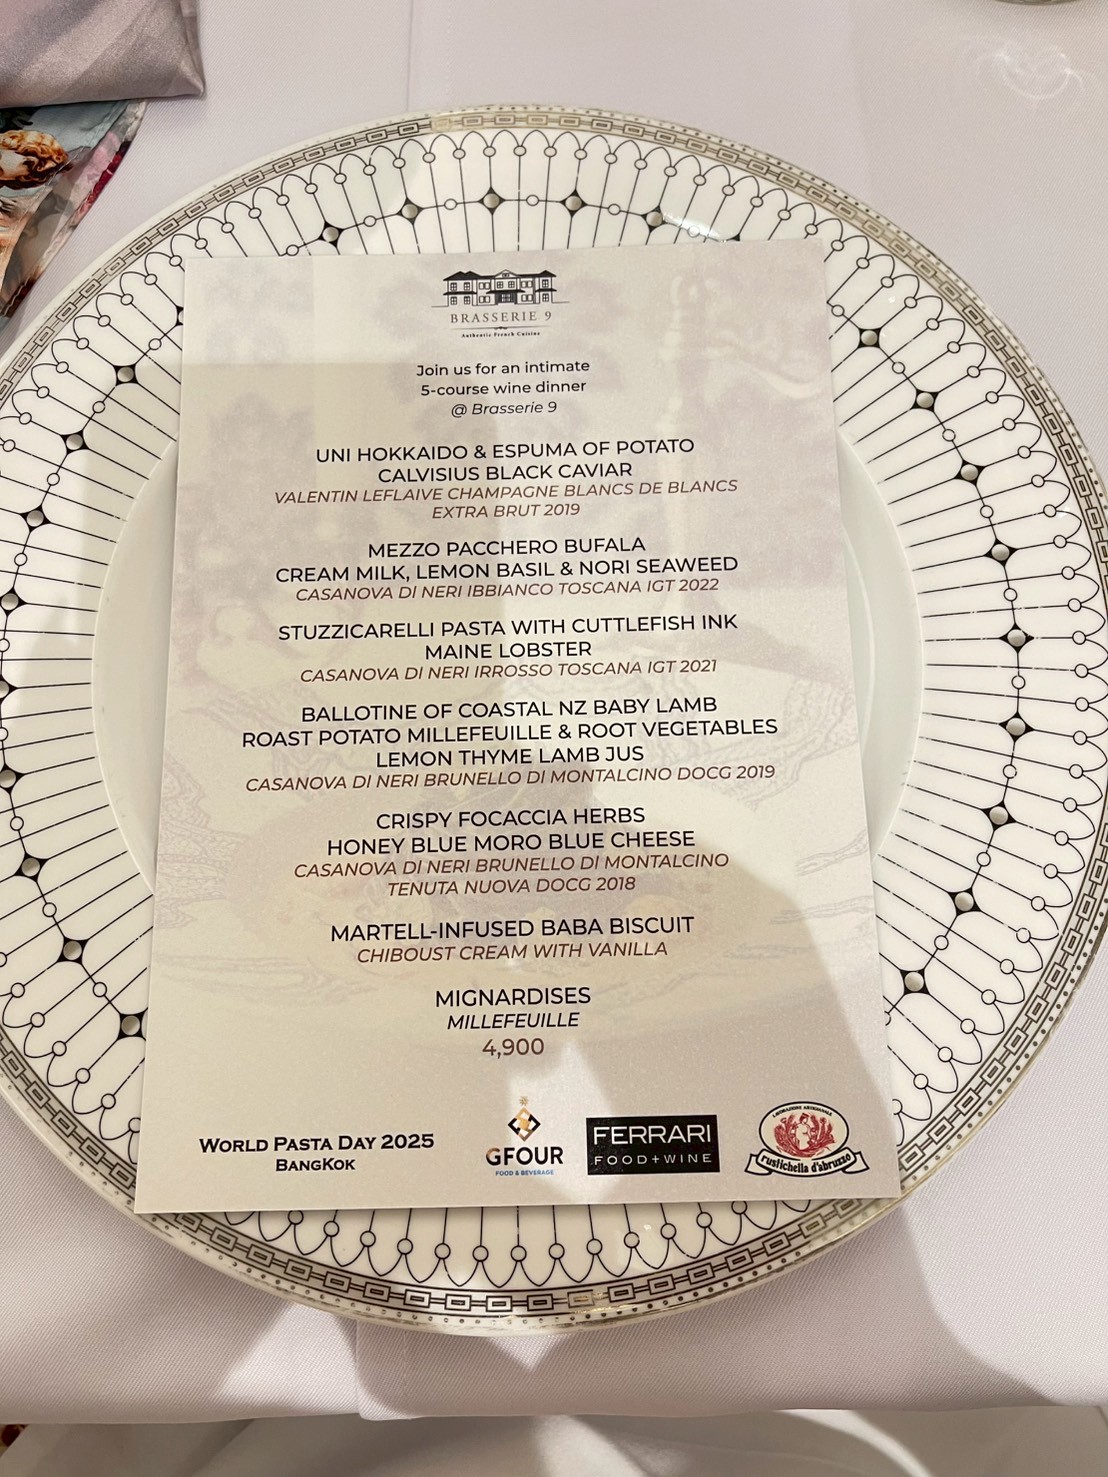 BRASSERIE 9
Authentic French Cuisine
Join us for an intimate
5-course wine dinner
@ Brasserie 9
UNI HOKKAIDO & ESPUMA OF POTATO
CALVISIUS BLACK CAVIAR
VALENTIN LEFLAIVE CHAMPAGNE BLANCS DE BLANCS
EXTRA BRUT 2019
MEZZO PACCHERO BUFALA
CREAM MILK, LEMON BASIL & NORI SEAWEED
CASANOVA DI NERI IBBIANCO TOSCANA IGT 2022
STUZZICARELLI PASTA WITH CUTTLEFISH INK
MAINE LOBSTER
CASANOVA DI NERI IRROSSO TOSCANA IGT 2021
BALLOTINE OF COASTAL NZ BABY LAMB
ROAST POTATO MILLEFEUILLE & ROOT VEGETABLES
LEMON THYME LAMB JUS
CASANOVA DI NERI BRUNELLO DI MONTALCINO DOCG 2019
CRISPY FOCACCIA HERBS
HONEY BLUE MORO BLUE CHEESE
CASANOVA DI NERI BRUNELLO DI MONTALCINO
TENUTA NUOVA DOCG 2018
MARTELL-INFUSED BABA BISCUIT
CHIBOUST CREAM WITH VANILLA
MIGNARDISES
MILLEFEUILLE
4,900
WORLD PASTA DAY 2025
BANGKOK
GFOUR
FOOD & BEVERAGE
FERRARI
FOOD+WINE
LAVORAZIONE ARTIGIANALE
rustichella d'abruzzo